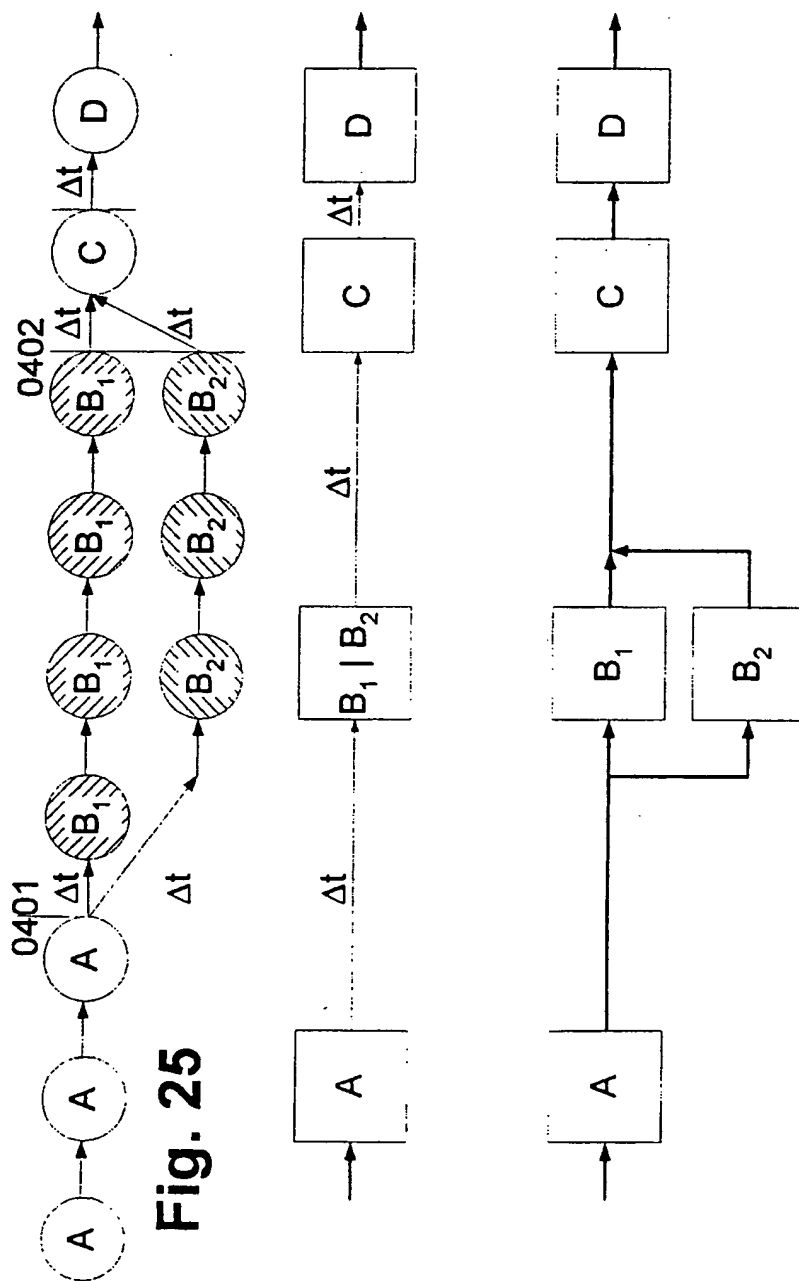 0401
0402
A A A Δt B₁ B₁ B₁ B₁ Δt C Δt D
Δt B₂ B₂ B₂ Δt
Fig. 25
A Δt B₁ | B₂ Δt C Δt D
A B₁ C D
B₂